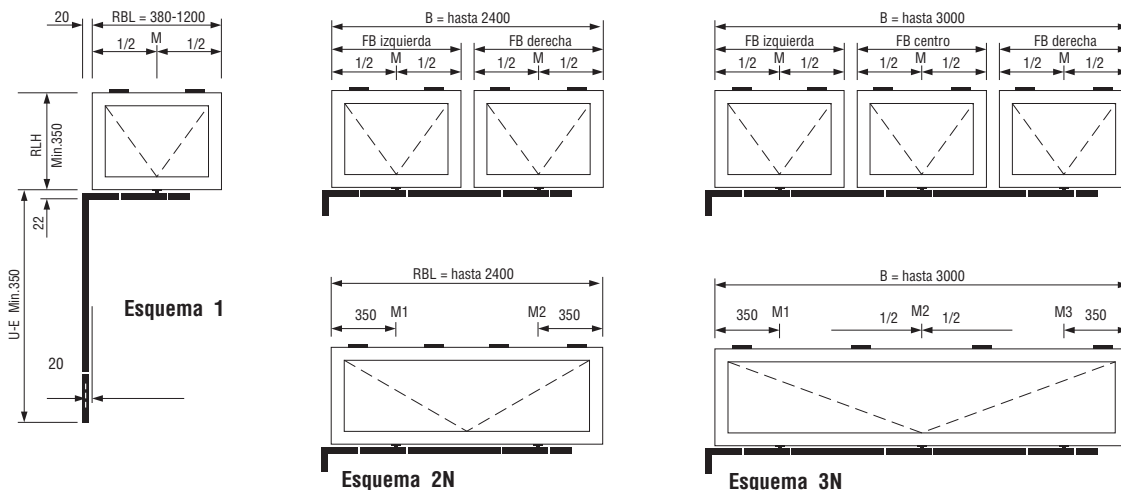 20
RBL = 380-1200
1/2 M 1/2
RLH
Min.350
22
U-E Min.350
20
Esquema 1
B = hasta 2400
FB izquierda
FB derecha
1/2 M 1/2
1/2 M 1/2
B = hasta 3000
FB izquierda
FB centro
FB derecha
1/2 M 1/2
1/2 M 1/2
1/2 M 1/2
RBL = hasta 2400
350 M1
M2 350
Esquema 2N
B = hasta 3000
350 M1
1/2 M2 1/2
M3 350
Esquema 3N